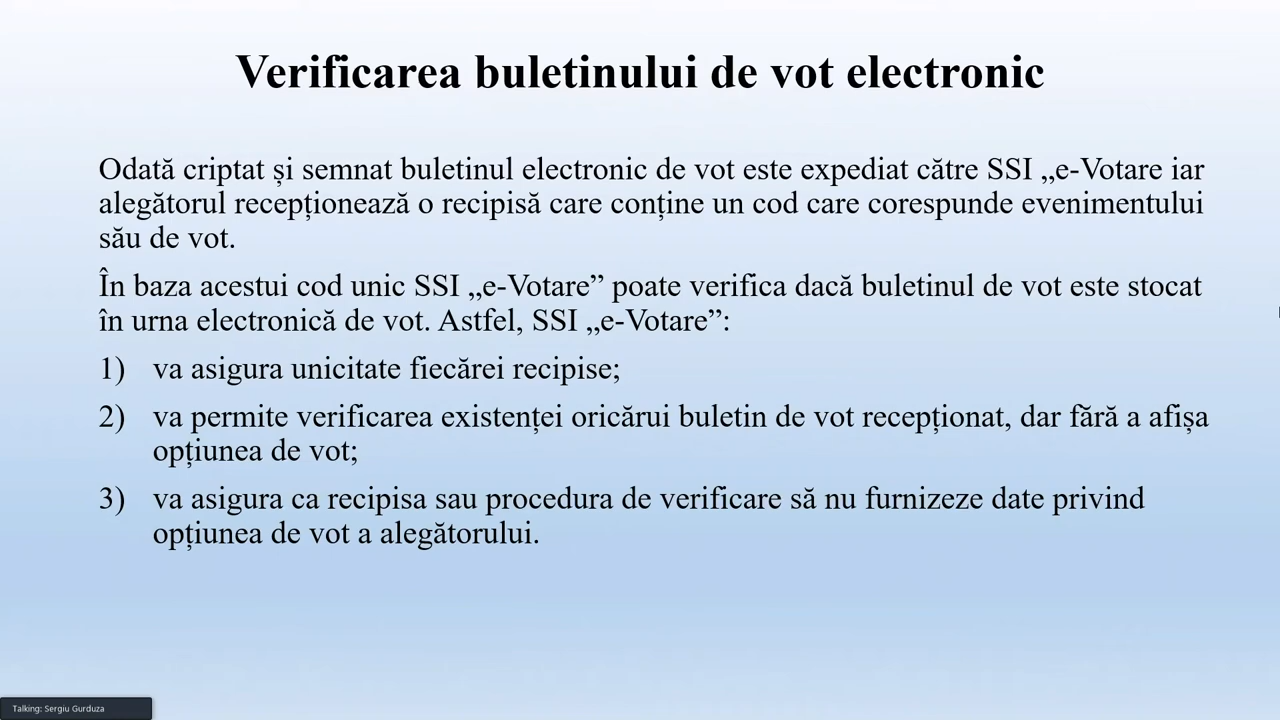 Verificarea buletinului de vot electronic
Odată criptat și semnat buletinul electronic de vot este expediat către SSI „e-Votare iar
alegătorul recepționează o recipisă care conține un cod care corespunde evenimentului
său de vot.
În baza acestui cod unic SSI „e-Votare” poate verifica dacă buletinul de vot este stocat
în urna electronică de vot. Astfel, SSI „e-Votare”:
1) va asigura unicitate fiecărei recipise;
2) va permite verificarea existenței oricărui buletin de vot recepționat, dar fără a afișa
opțiunea de vot;
3) va asigura ca recipisa sau procedura de verificare să nu furnizeze date privind
opțiunea de vot a alegătorului.
Talking: Sergiu Gurduza